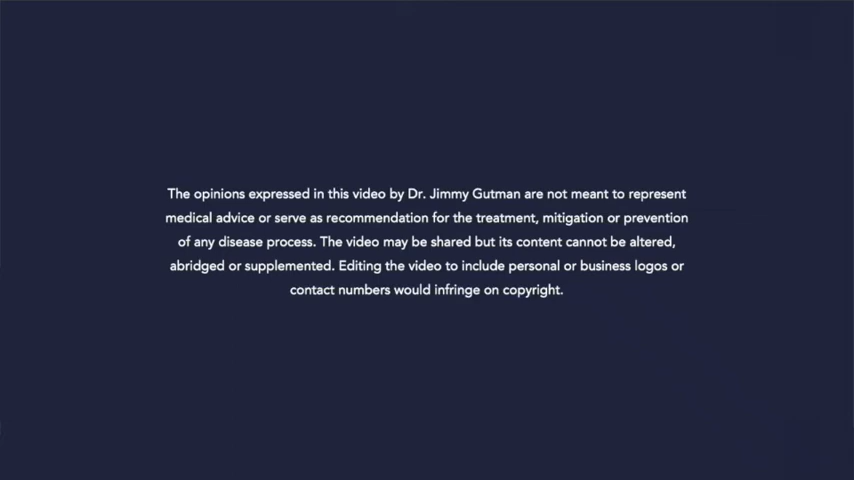 The opinions expressed in this video by Dr. Jimmy Gutman are not meant to represent
medical advice or serve as recommendation for the treatment, mitigation or prevention
of any disease process. The video may be shared but its content cannot be altered,
abridged or supplemented. Editing the video to include personal or business logos or
contact numbers would infringe on copyright.